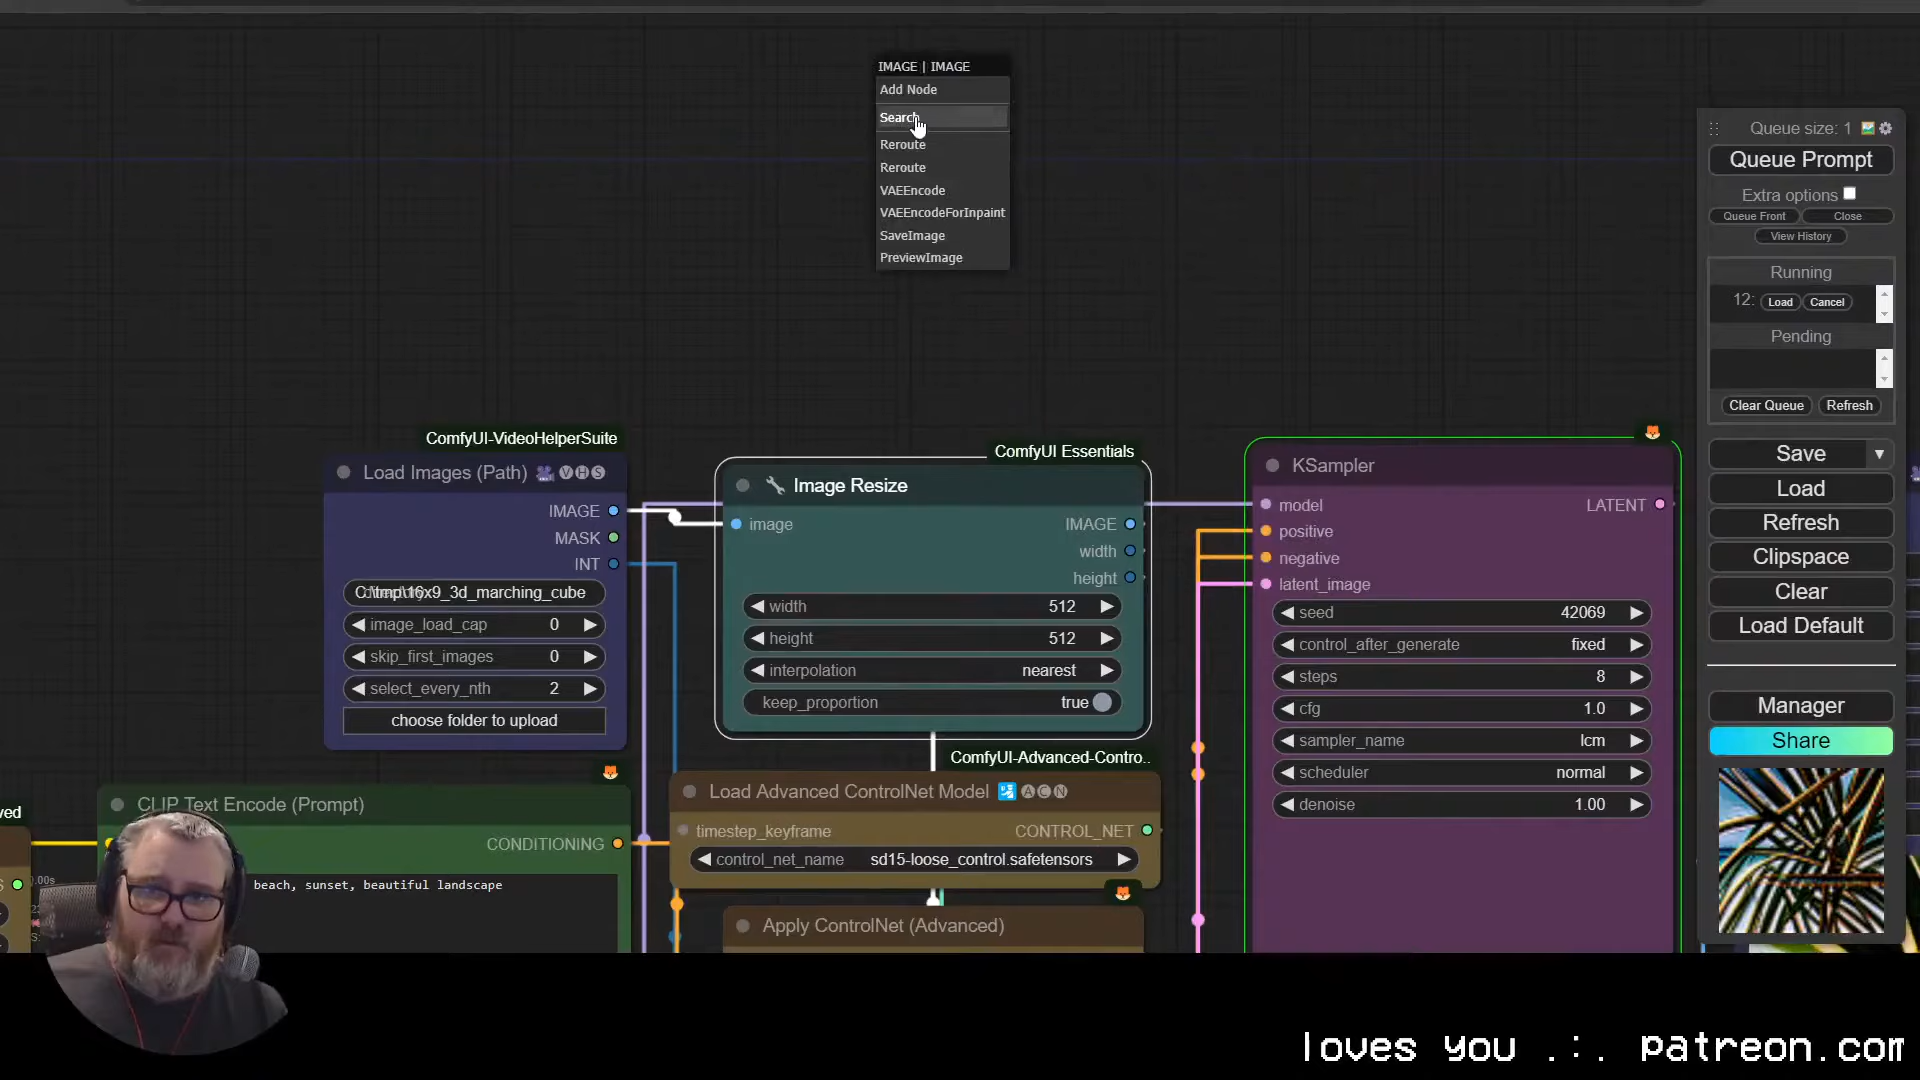 IMAGE | IMAGE
Add Node
Search
Reroute
Reroute
VAEEncode
VAEEncodeForInpaint
SaveImage
PreviewImage
Queue size: 1
Queue Prompt
Extra options
Queue Front
Close
View History
Running
12:
Load
Cancel
Pending
Clear Queue
Refresh
Save
Load
Refresh
Clipspace
Clear
Load Default
Manager
Share
ComfyUI-VideoHelperSuite
Load Images (Path) VHS
IMAGE
MASK
INT
image_load_cap 0
skip_first_images 0
select_every_nth 2
choose folder to upload
ComfyUI Essentials
Image Resize
image
IMAGE
width
height
width 512
height 512
interpolation nearest
keep_proportion true
ComfyUI-Advanced-Contro..
Load Advanced ControlNet Model ACN
timestep_keyframe
CONTROL_NET
control_net_name sd15-loose_control.safetensors
Apply ControlNet (Advanced)
KSampler
model
LATENT
positive
negative
latent_image
seed 42069
control_after_generate fixed
steps 8
cfg 1.0
sampler_name lcm
scheduler normal
denoise 1.00
CLIP Text Encode (Prompt)
CONDITIONING
beach, sunset, beautiful landscape
loves you .:. patreon.com